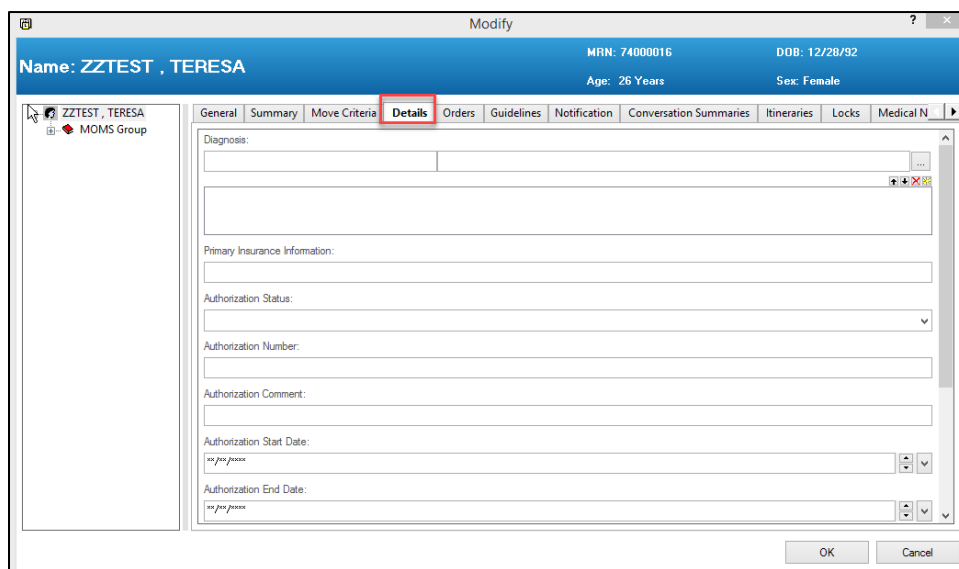 Modify
?
Name: ZZTEST , TERESA
MRN: 74000016
DOB: 12/28/92
Age: 26 Years
Sex: Female
ZZTEST , TERESA
MOMS Group
General Summary Move Criteria Details Orders Guidelines Notification Conversation Summaries Itineraries Locks Medical N
Diagnosis:
...
Primary Insurance Information:
Authorization Status:
Authorization Number:
Authorization Comment:
Authorization Start Date:
**/**/****
Authorization End Date:
**/**/****
OK Cancel